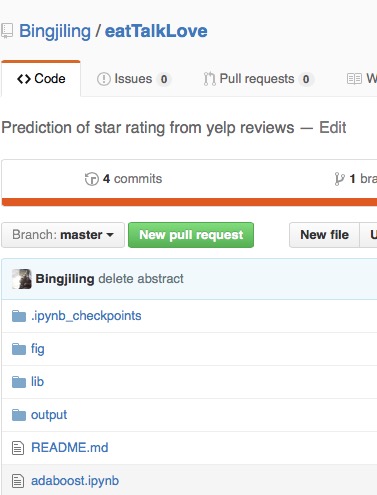 Bingjiling / eatTalkLove
Code Issues 0 Pull requests 0 W
Prediction of star rating from yelp reviews — Edit
4 commits 1 bra
Branch: master New pull request New file U
Bingjiling delete abstract
.ipynb_checkpoints
fig
lib
output
README.md
adaboost.ipynb